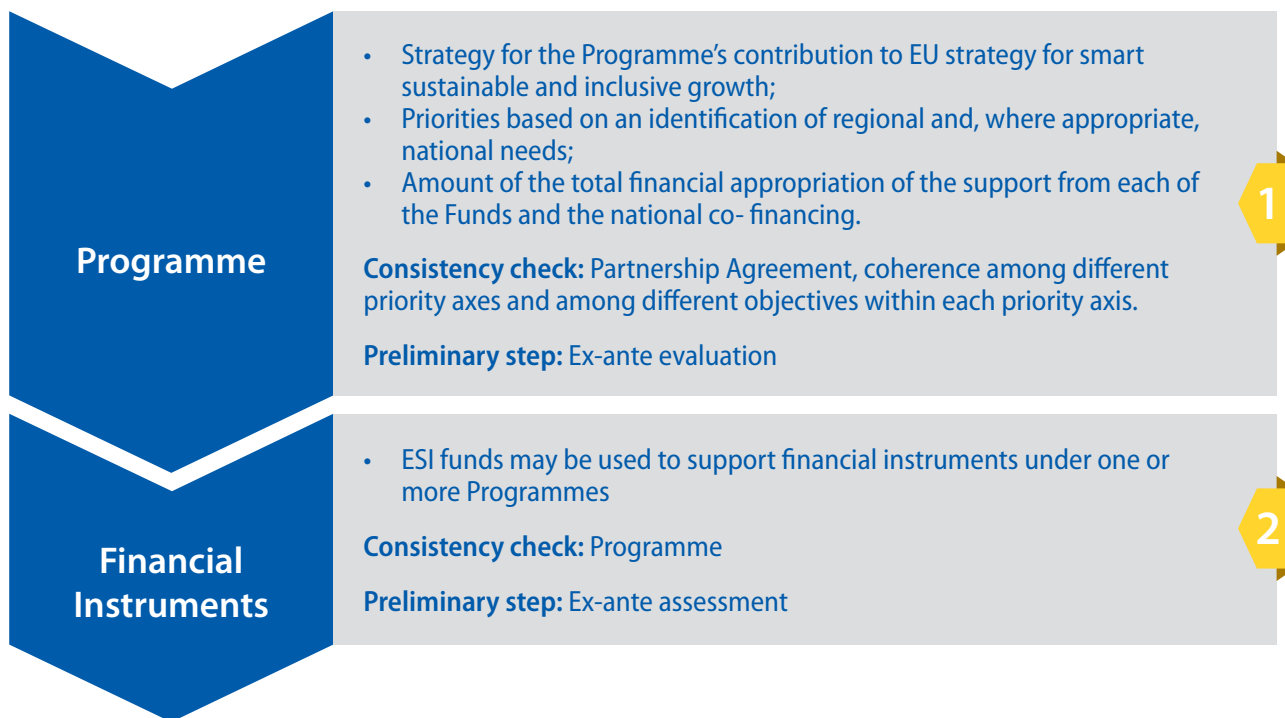 Programme
• Strategy for the Programme’s contribution to EU strategy for smart
sustainable and inclusive growth;
• Priorities based on an identification of regional and, where appropriate,
national needs;
• Amount of the total financial appropriation of the support from each of
the Funds and the national co- financing.
Consistency check: Partnership Agreement, coherence among different
priority axes and among different objectives within each priority axis.
Preliminary step: Ex-ante evaluation
1
Financial
Instruments
• ESI funds may be used to support financial instruments under one or
more Programmes
Consistency check: Programme
Preliminary step: Ex-ante assessment
2